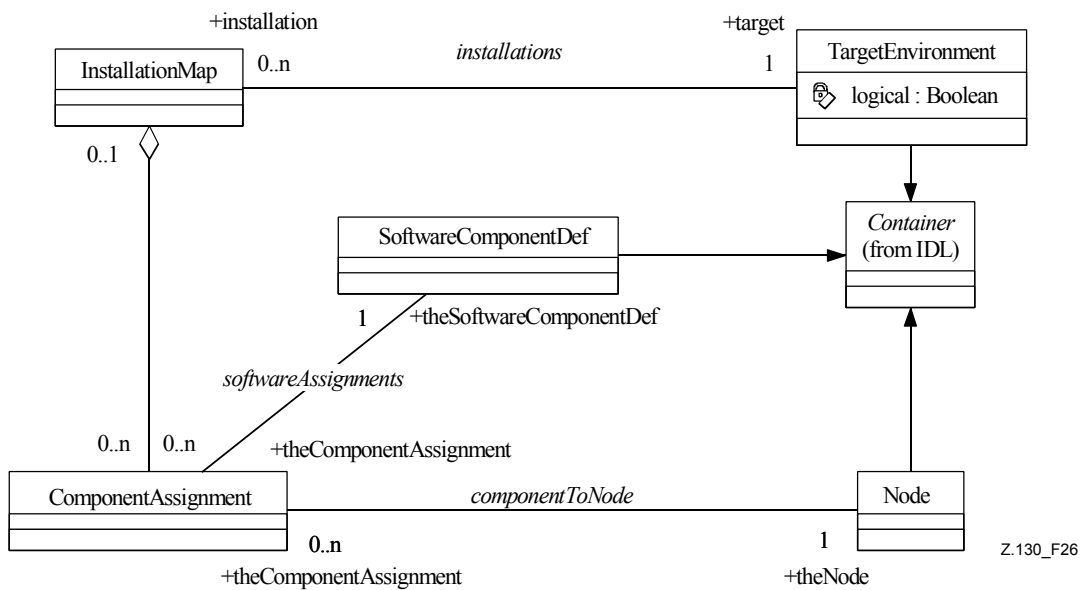 +installation
+target
InstallationMap
0..n
installations
1
TargetEnvironment
logical : Boolean
0..1
SoftwareComponentDef
Container
(from IDL)
1
+theSoftwareComponentDef
softwareAssignments
0..n
0..n
+theComponentAssignment
ComponentAssignment
componentToNode
Node
0..n
1
Z.130_F26
+theComponentAssignment
+theNode